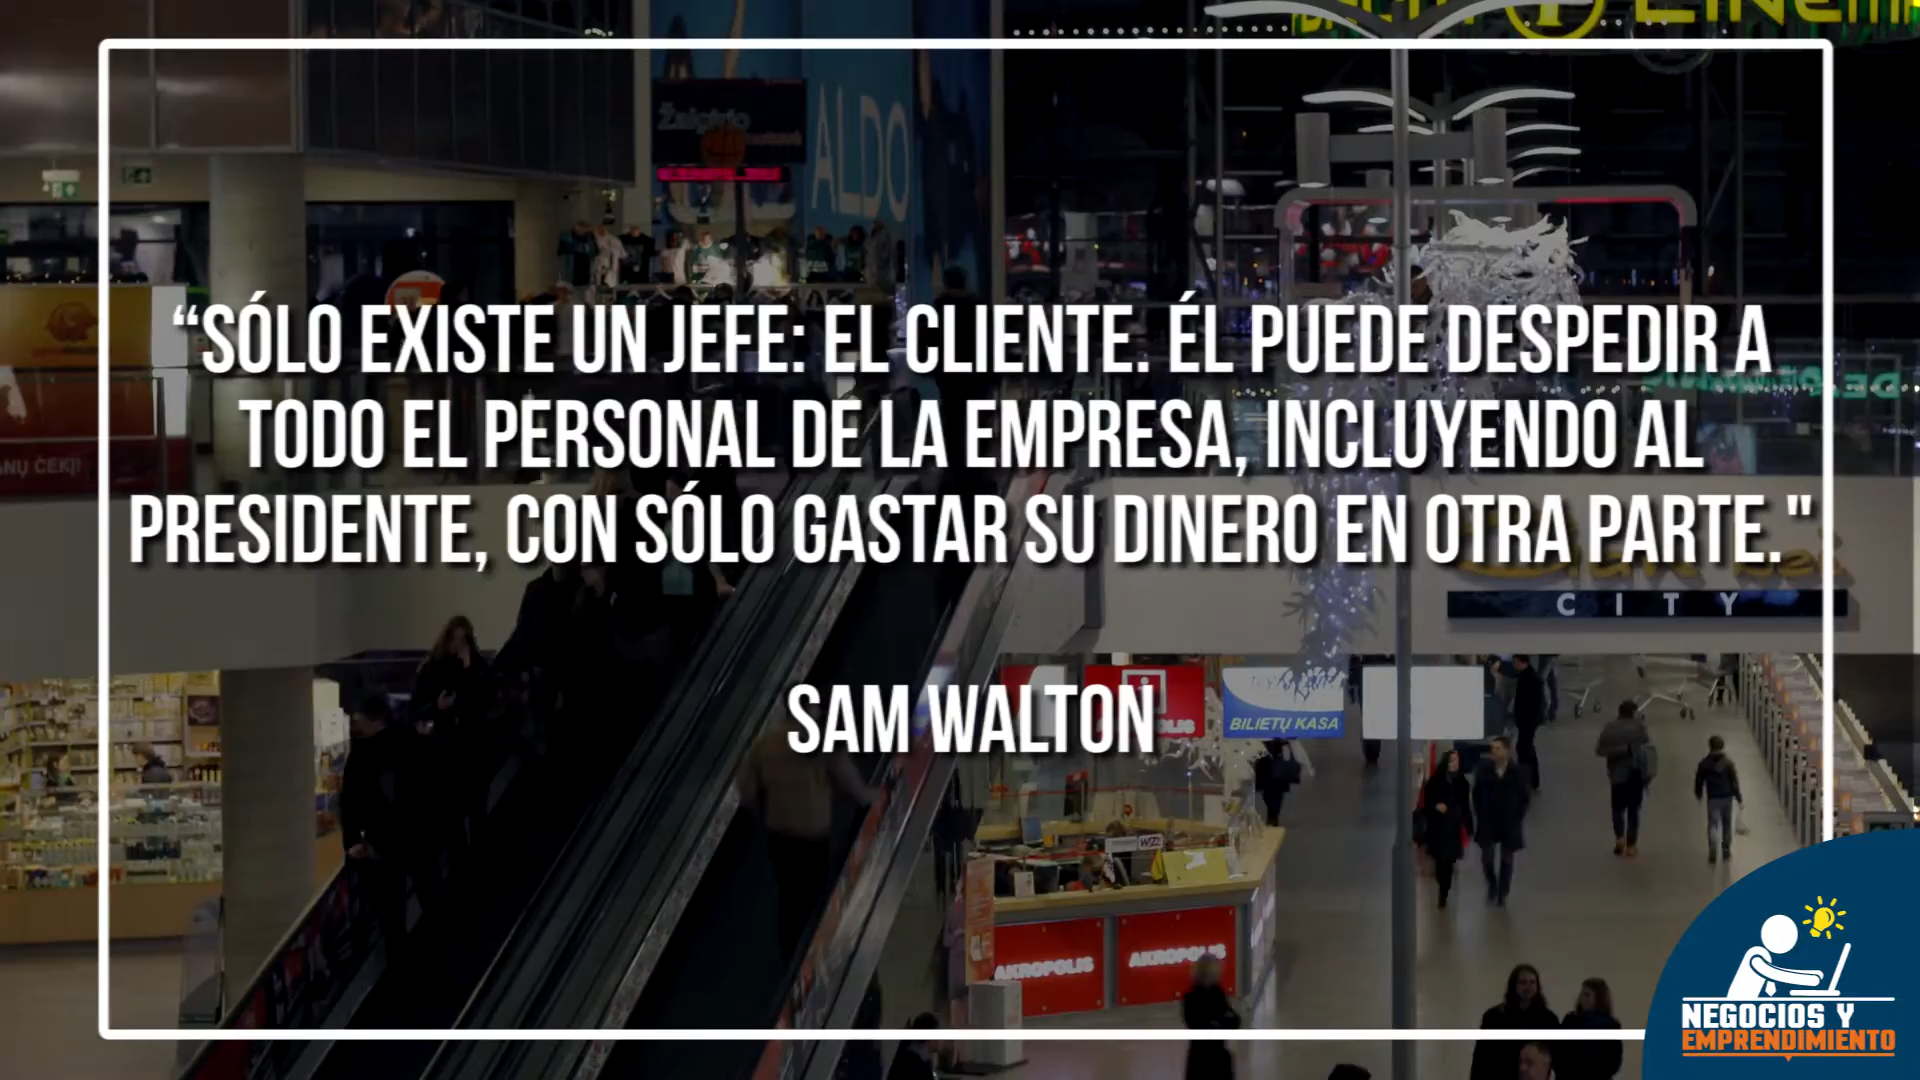 ALDO
“SÓLO EXISTE UN JEFE: EL CLIENTE. ÉL PUEDE DESPEDIR A
TODO EL PERSONAL DE LA EMPRESA, INCLUYENDO AL
PRESIDENTE, CON SÓLO GASTAR SU DINERO EN OTRA PARTE."
CITY
SAM WALTON
BILIETŲ KASA
AKROPOLIS
AKROPOLIS
NEGOCIOS Y
EMPRENDIMIENTO